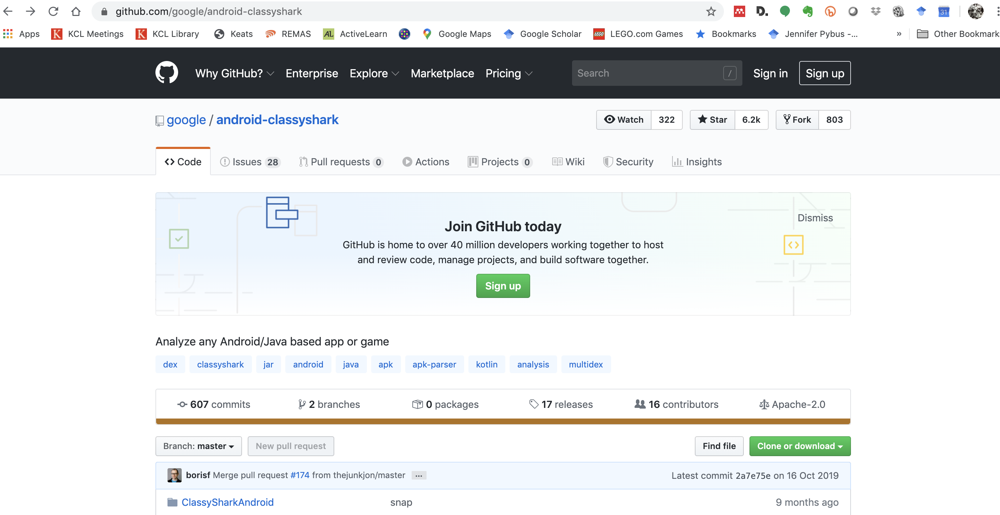 github.com/google/android-classyshark
D. 31
Apps K KCL Meetings K KCL Library Keats REMAS AL ActiveLearn Google Maps Google Scholar LEGO LEGO.com Games Bookmarks Jennifer Pybus -... » Other Bookmark
Why GitHub? Enterprise Explore Marketplace Pricing Search / Sign in Sign up
google / android-classyshark Watch 322 Star 6.2k Fork 803
Code Issues 28 Pull requests 0 Actions Projects 0 Wiki Security Insights
Dismiss
Join GitHub today
GitHub is home to over 40 million developers working together to host
and review code, manage projects, and build software together.
Sign up
Analyze any Android/Java based app or game
dex classyshark jar android java apk apk-parser kotlin analysis multidex
607 commits 2 branches 0 packages 17 releases 16 contributors Apache-2.0
Branch: master New pull request Find file Clone or download
borisf Merge pull request #174 from thejunkjon/master ... Latest commit 2a7e75e on 16 Oct 2019
ClassySharkAndroid snap 9 months ago